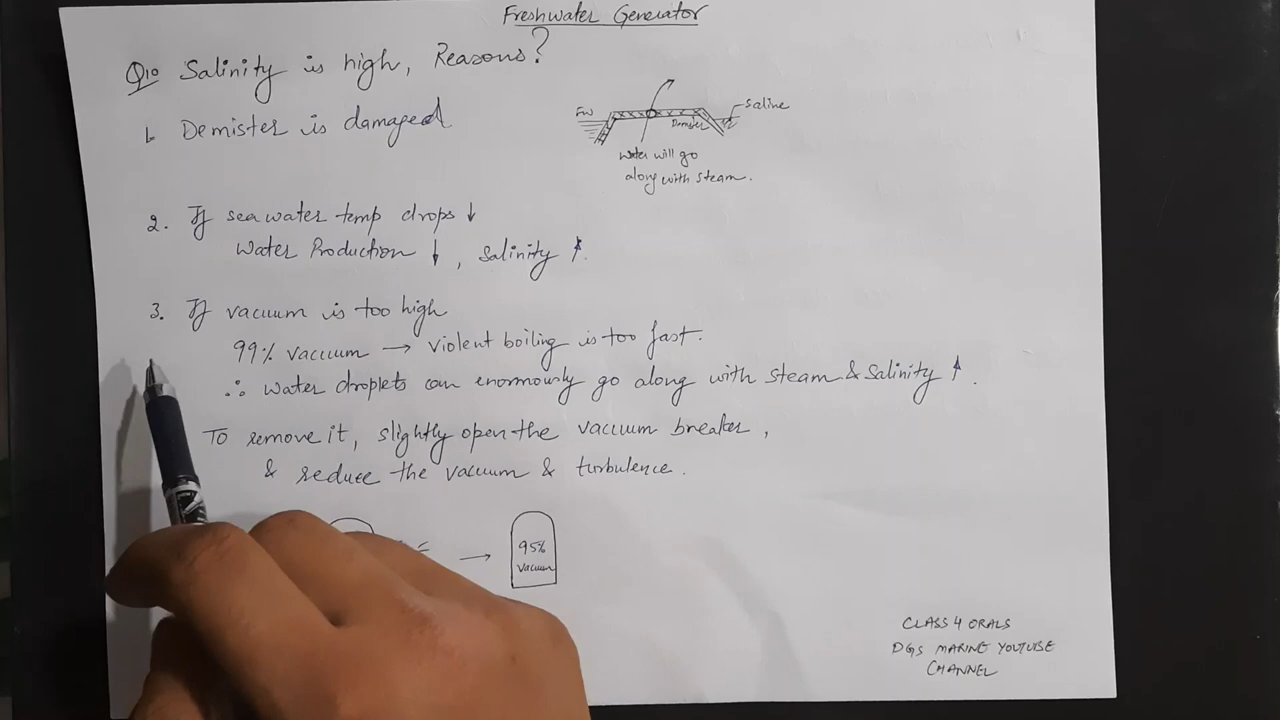 Freshwater Generator
Q10 Salinity is high, Reasons?
1. Demister is damaged
FW
Saline
Demister
Water will go
along with steam.
2. If sea water temp drops ↓
Water Production ↓, Salinity ↑.
3. If vacuum is too high
99% vacuum → violent boiling is too fast.
∴ water droplets can enormously go along with steam & Salinity ↑.
To remove it, slightly open the vacuum breaker,
& reduce the vacuum & turbulence.
→
95%
Vacuum
CLASS 4 ORALS
DGS MARINE YOUTUBE
CHANNEL